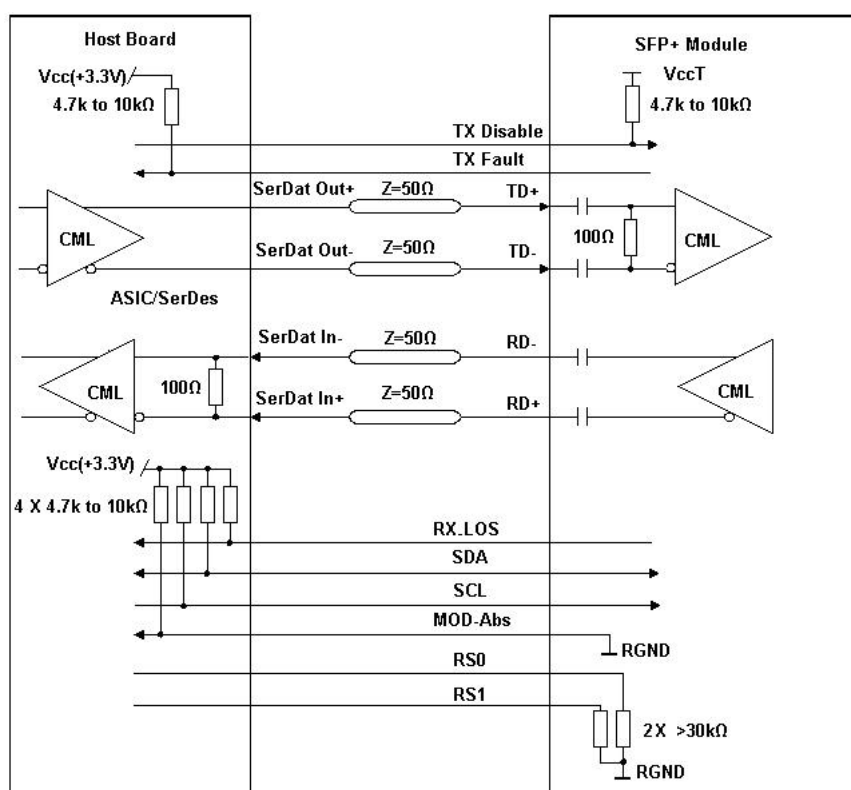 Host Board
SFP+ Module
Vcc(+3.3V)
4.7k to 10kΩ
VccT
4.7k to 10kΩ
TX Disable
TX Fault
SerDat Out+
Z=50Ω
TD+
CML
100Ω
CML
SerDat Out-
Z=50Ω
TD-
ASIC/SerDes
SerDat In-
Z=50Ω
RD-
CML
100Ω
CML
SerDat In+
Z=50Ω
RD+
Vcc(+3.3V)
4 X 4.7k to 10kΩ
RX_LOS
SDA
SCL
MOD-Abs
RGND
RS0
RS1
2X >30kΩ
RGND